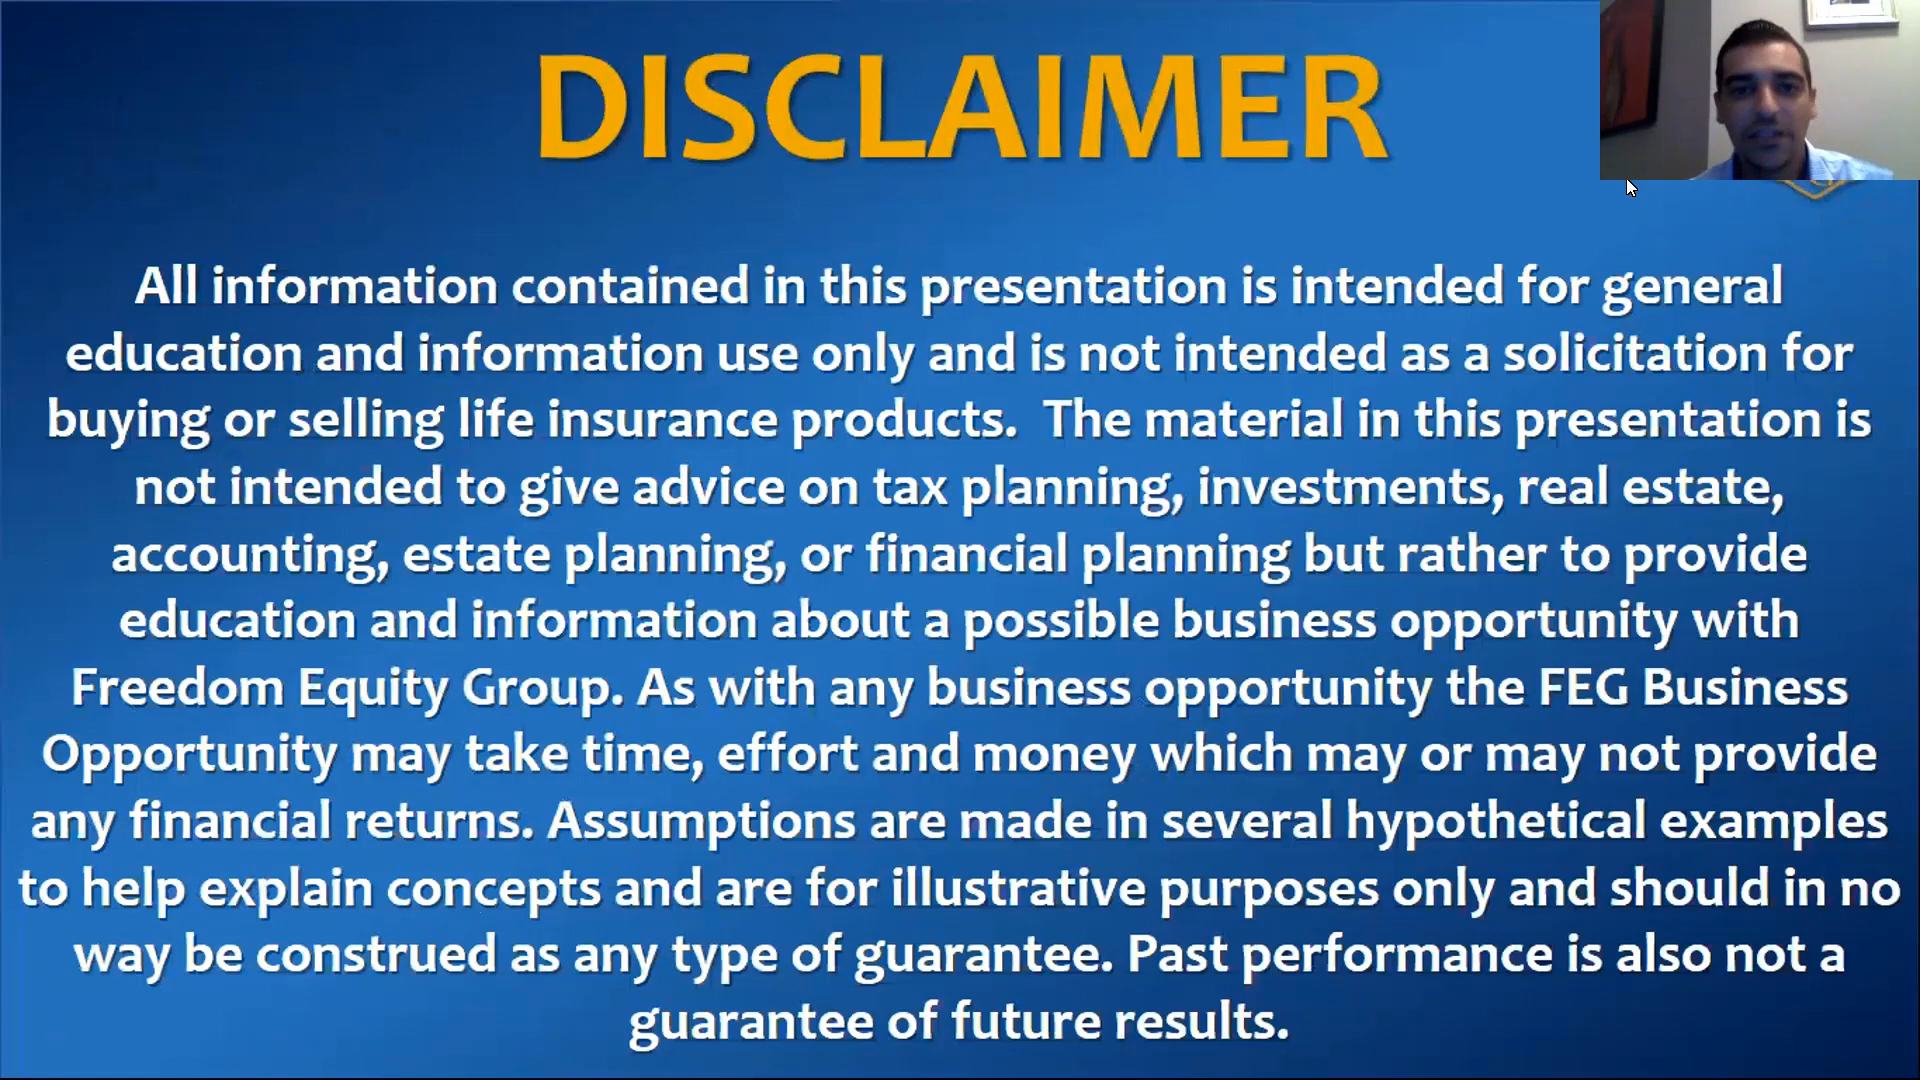 DISCLAIMER
All information contained in this presentation is intended for general
education and information use only and is not intended as a solicitation for
buying or selling life insurance products.  The material in this presentation is
not intended to give advice on tax planning, investments, real estate,
accounting, estate planning, or financial planning but rather to provide
education and information about a possible business opportunity with
Freedom Equity Group. As with any business opportunity the FEG Business
Opportunity may take time, effort and money which may or may not provide
any financial returns. Assumptions are made in several hypothetical examples
to help explain concepts and are for illustrative purposes only and should in no
way be construed as any type of guarantee. Past performance is also not a
guarantee of future results.